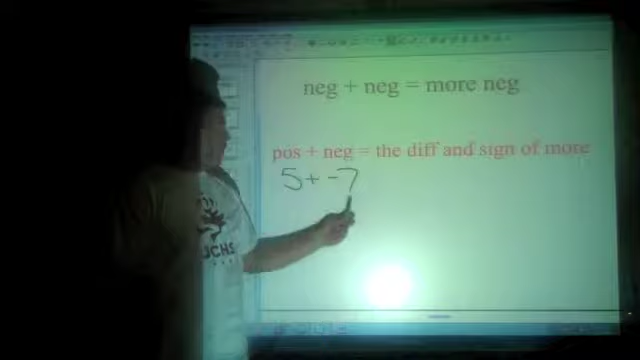 neg + neg = more neg
pos + neg = the diff and sign of more
5 + -7